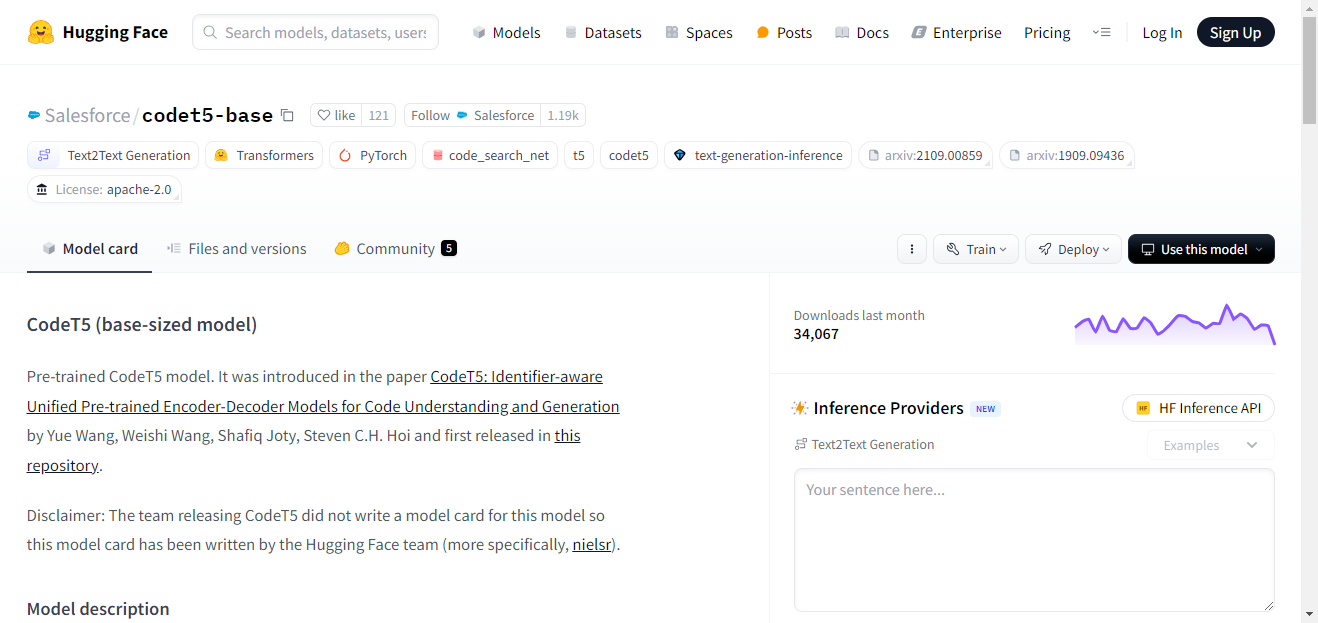 Hugging Face
Search models, datasets, users
Models
Datasets
Spaces
Posts
Docs
Enterprise
Pricing
Log In
Sign Up
Salesforce/codet5-base
like 121
Follow Salesforce 1.19k
Text2Text Generation
Transformers
PyTorch
code_search_net
t5
codet5
text-generation-inference
arxiv:2109.00859
arxiv:1909.09436
License: apache-2.0
Model card
Files and versions
Community 5
Train
Deploy
Use this model
CodeT5 (base-sized model)
Pre-trained CodeT5 model. It was introduced in the paper CodeT5: Identifier-aware
Unified Pre-trained Encoder-Decoder Models for Code Understanding and Generation
by Yue Wang, Weishi Wang, Shafiq Joty, Steven C.H. Hoi and first released in this
repository.
Disclaimer: The team releasing CodeT5 did not write a model card for this model so
this model card has been written by the Hugging Face team (more specifically, nielsr).
Model description
Downloads last month
34,067
Inference Providers NEW
HF HF Inference API
Text2Text Generation
Examples
Your sentence here...